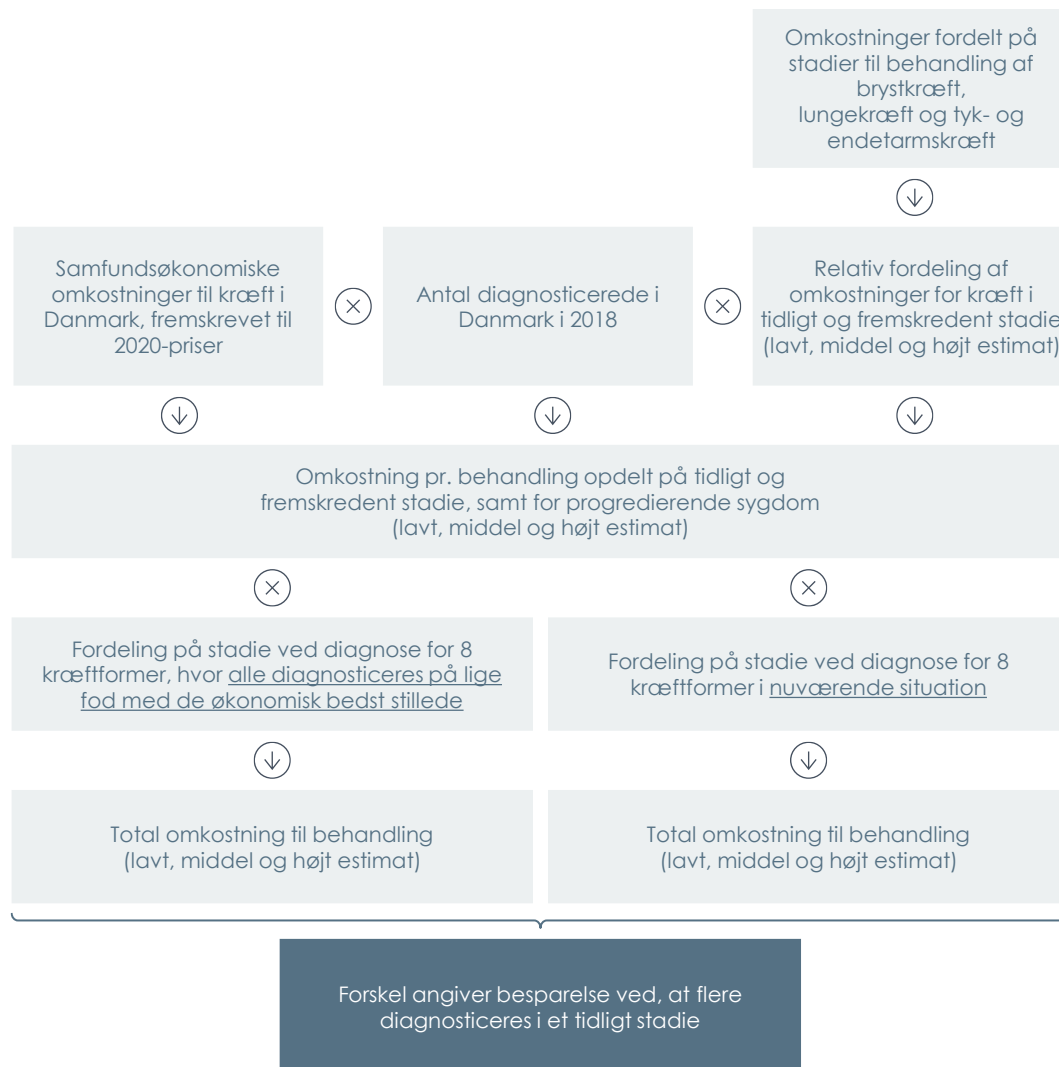 Omkostninger fordelt på
stadier til behandling af
brystkræft,
lungekræft og tyk- og
endetarmskræft
Samfundsøkonomiske
omkostninger til kræft i
Danmark, fremskrevet til
2020-priser
Antal diagnosticerede i
Danmark i 2018
Relativ fordeling af
omkostninger for kræft i
tidligt og fremskredent stadie
(lavt, middel og højt estimat)
Omkostning pr. behandling opdelt på tidligt og
fremskredent stadie, samt for progredierende sygdom
(lavt, middel og højt estimat)
Fordeling på stadie ved diagnose for 8
kræftformer, hvor alle diagnosticeres på lige
fod med de økonomisk bedst stillede
Fordeling på stadie ved diagnose for 8
kræftformer i nuværende situation
Total omkostning til behandling
(lavt, middel og højt estimat)
Total omkostning til behandling
(lavt, middel og højt estimat)
Forskel angiver besparelse ved, at flere
diagnosticeres i et tidligt stadie